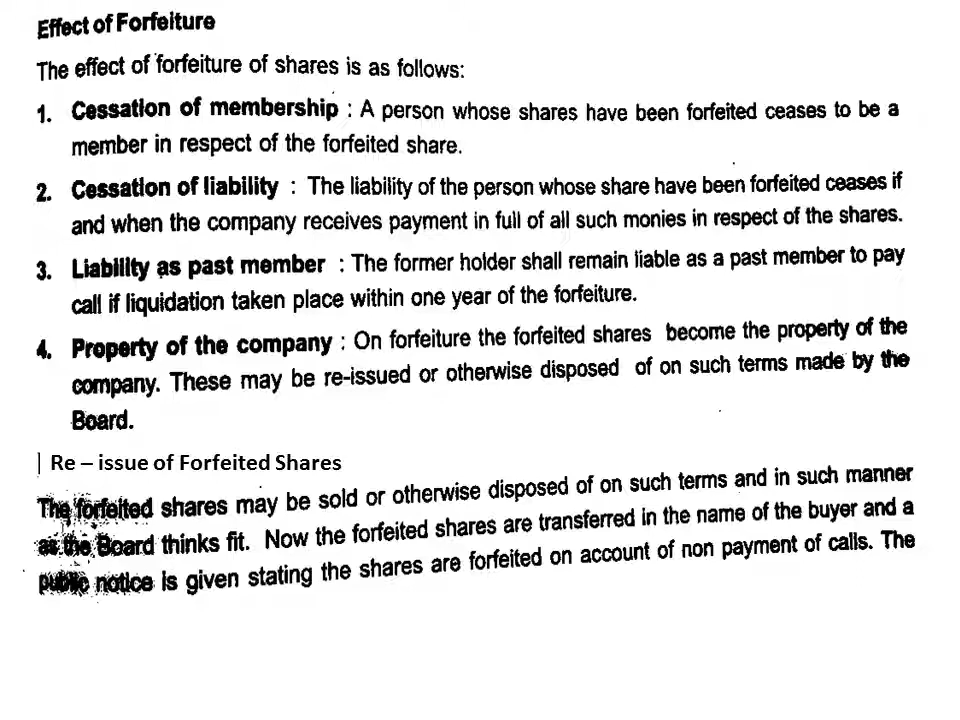 Effect of Forfeiture
The effect of forfeiture of shares is as follows:
1. Cessation of membership : A person whose shares have been forfeited ceases to be a
member in respect of the forfeited share.
2. Cessation of liability : The liability of the person whose share have been forfeited ceases if
and when the company receives payment in full of all such monies in respect of the shares.
3. Liability as past member : The former holder shall remain liable as a past member to pay
call if liquidation taken place within one year of the forfeiture.
4. Property of the company : On forfeiture the forfeited shares become the property of the
company. These may be re-issued or otherwise disposed of on such terms made by the
Board.
| Re – issue of Forfeited Shares
The forfeited shares may be sold or otherwise disposed of on such terms and in such manner
as the Board thinks fit. Now the forfeited shares are transferred in the name of the buyer and a
public notice is given stating the shares are forfeited on account of non payment of calls. The